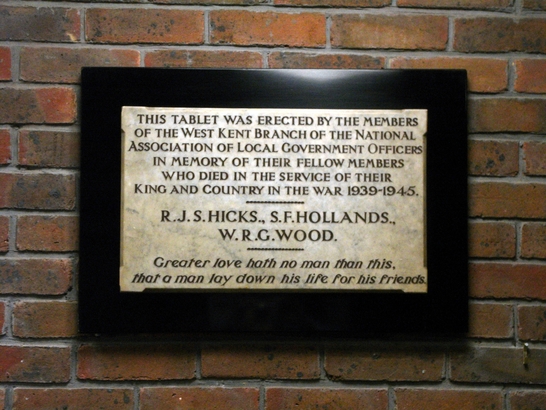 THIS TABLET WAS ERECTED BY THE MEMBERS
OF THE WEST KENT BRANCH OF THE NATIONAL
ASSOCIATION OF LOCAL GOVERNMENT OFFICERS
IN MEMORY OF THEIR FELLOW MEMBERS
WHO DIED IN THE SERVICE OF THEIR
KING AND COUNTRY IN THE WAR 1939-1945.
R.J.S. HICKS., S.F. HOLLANDS.,
W.R.G. WOOD.
Greater love hath no man than this,
that a man lay down his life for his friends.